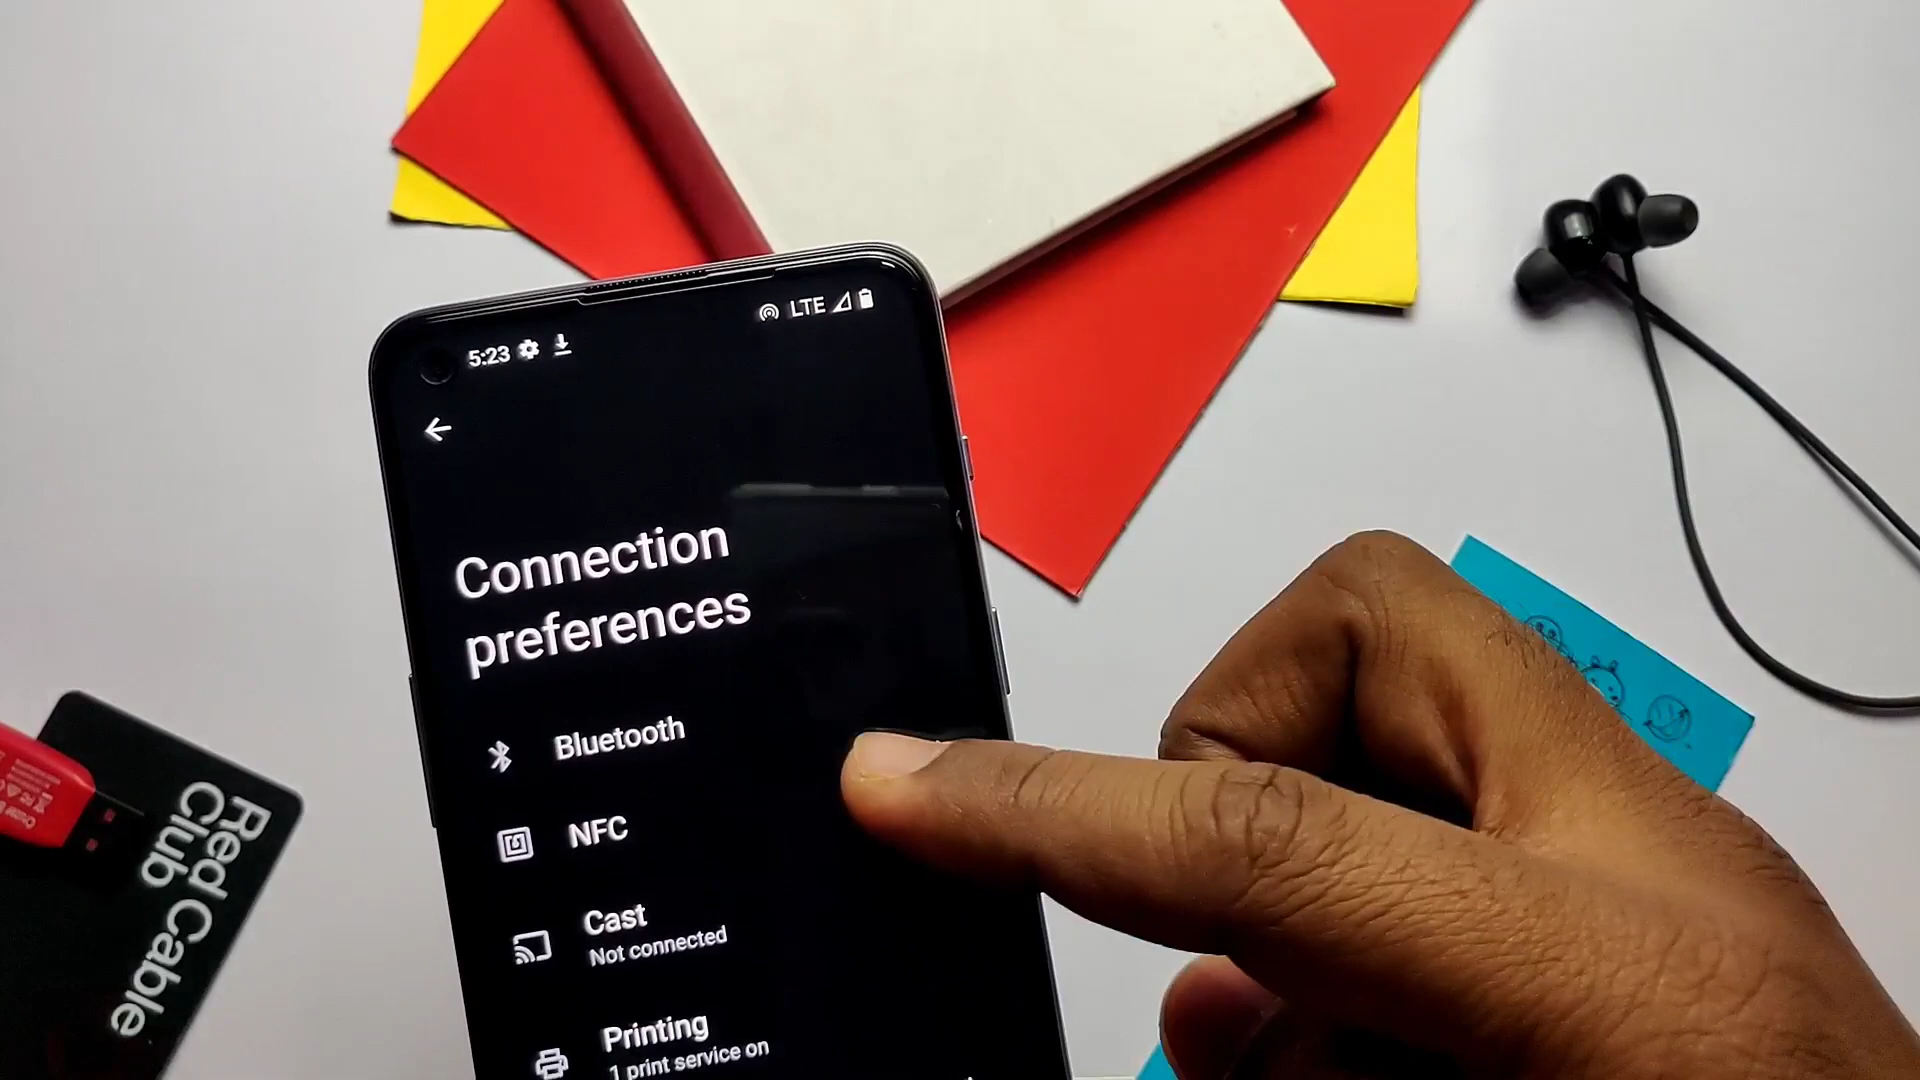 5:23
LTE
Connection
preferences
Bluetooth
NFC
Cast
Not connected
Printing
1 print service on
Red Cable
Club